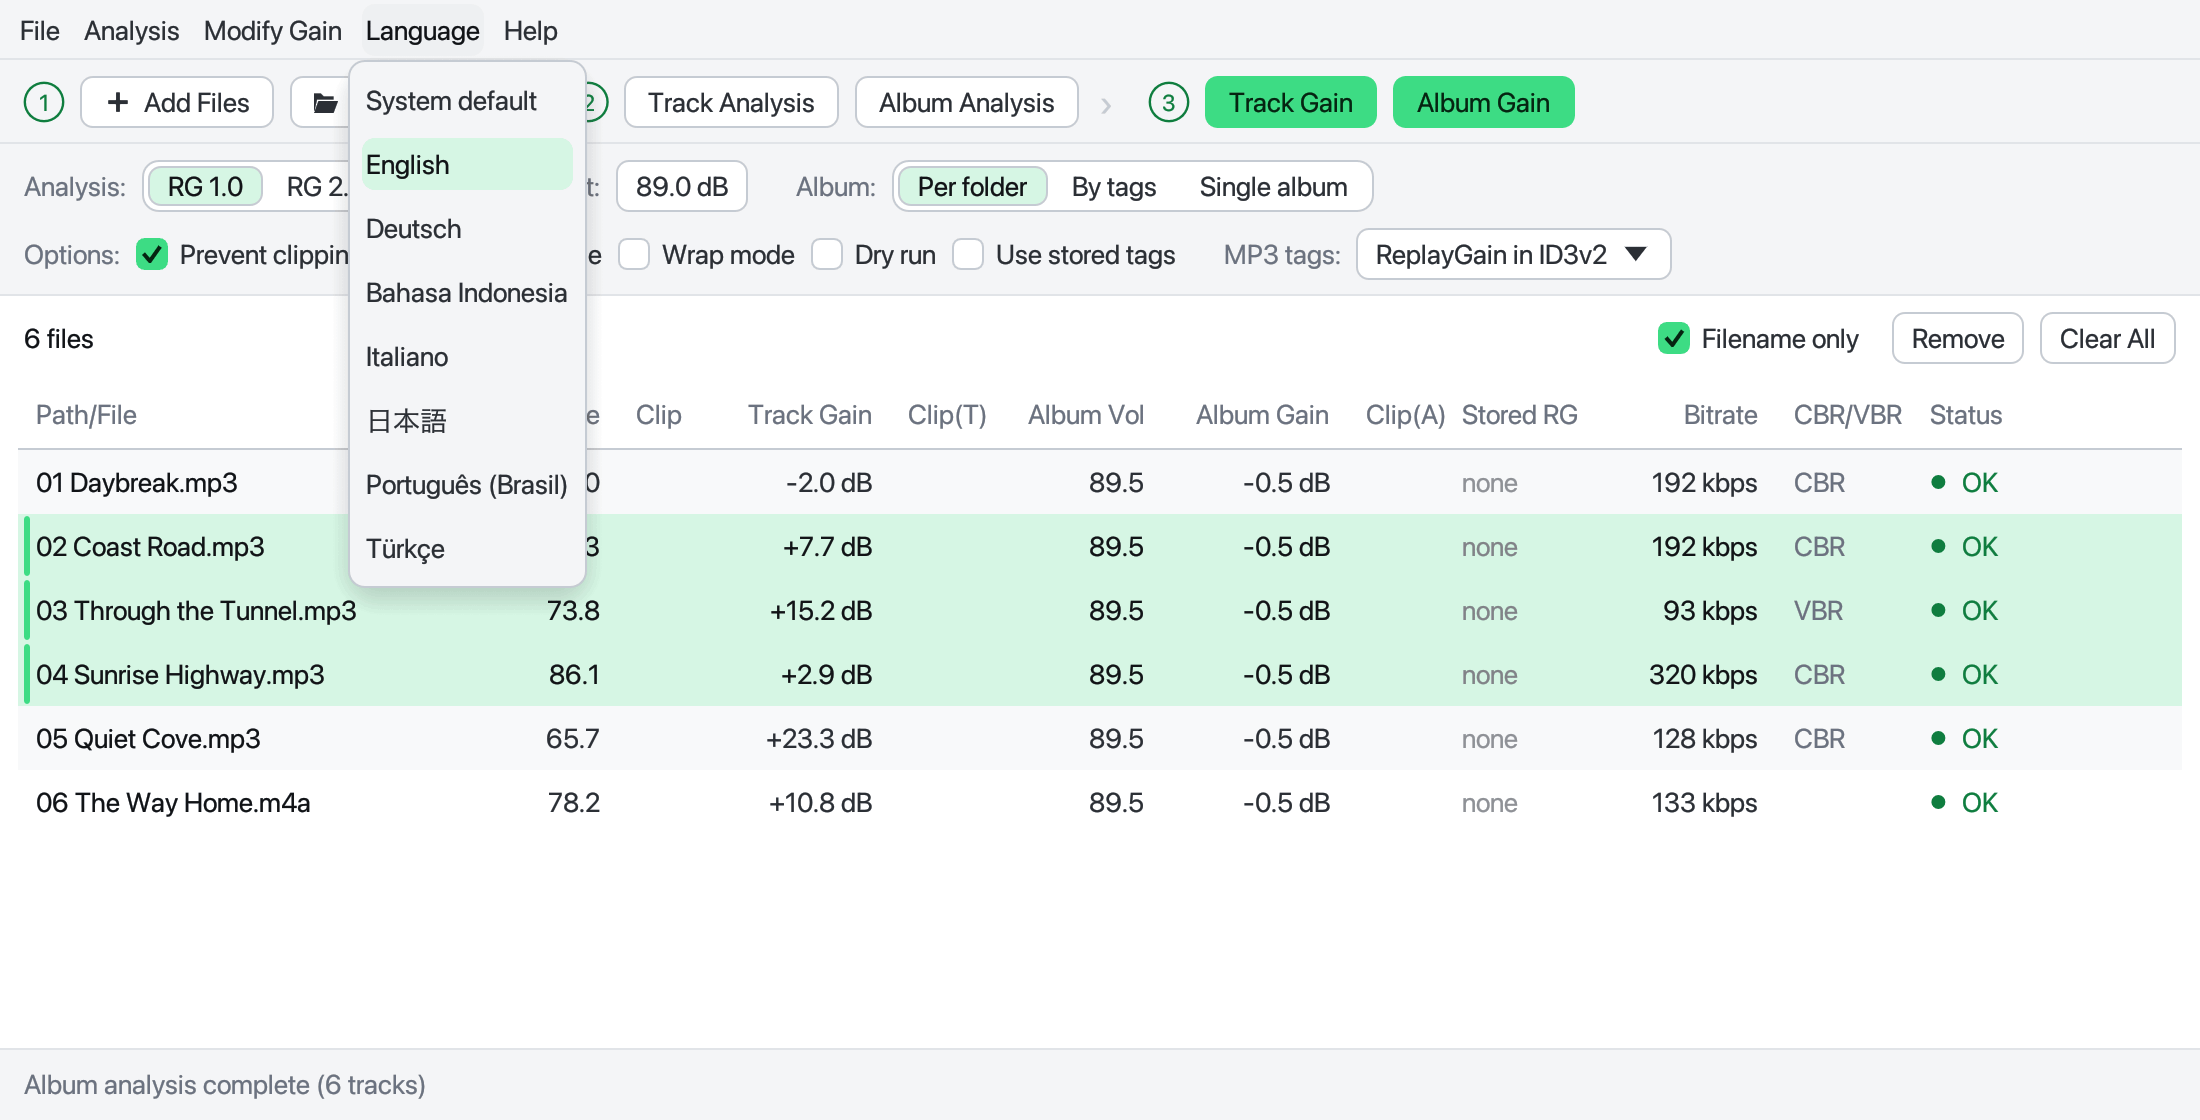 File Analysis Modify Gain Language Help
1 + Add Files 2 Track Analysis Album Analysis › 3 Track Gain Album Gain
System default
English
Deutsch
Bahasa Indonesia
Italiano
日本語
Português (Brasil)
Türkçe
Analysis: RG 1.0 RG 2. t: 89.0 dB Album: Per folder By tags Single album
Options: Prevent clippin e Wrap mode Dry run Use stored tags MP3 tags: ReplayGain in ID3v2
6 files Filename only Remove Clear All
Path/File e Clip Track Gain Clip(T) Album Vol Album Gain Clip(A) Stored RG Bitrate CBR/VBR Status
01 Daybreak.mp3 0 -2.0 dB 89.5 -0.5 dB none 192 kbps CBR OK
02 Coast Road.mp3 3 +7.7 dB 89.5 -0.5 dB none 192 kbps CBR OK
03 Through the Tunnel.mp3 73.8 +15.2 dB 89.5 -0.5 dB none 93 kbps VBR OK
04 Sunrise Highway.mp3 86.1 +2.9 dB 89.5 -0.5 dB none 320 kbps CBR OK
05 Quiet Cove.mp3 65.7 +23.3 dB 89.5 -0.5 dB none 128 kbps CBR OK
06 The Way Home.m4a 78.2 +10.8 dB 89.5 -0.5 dB none 133 kbps OK
Album analysis complete (6 tracks)